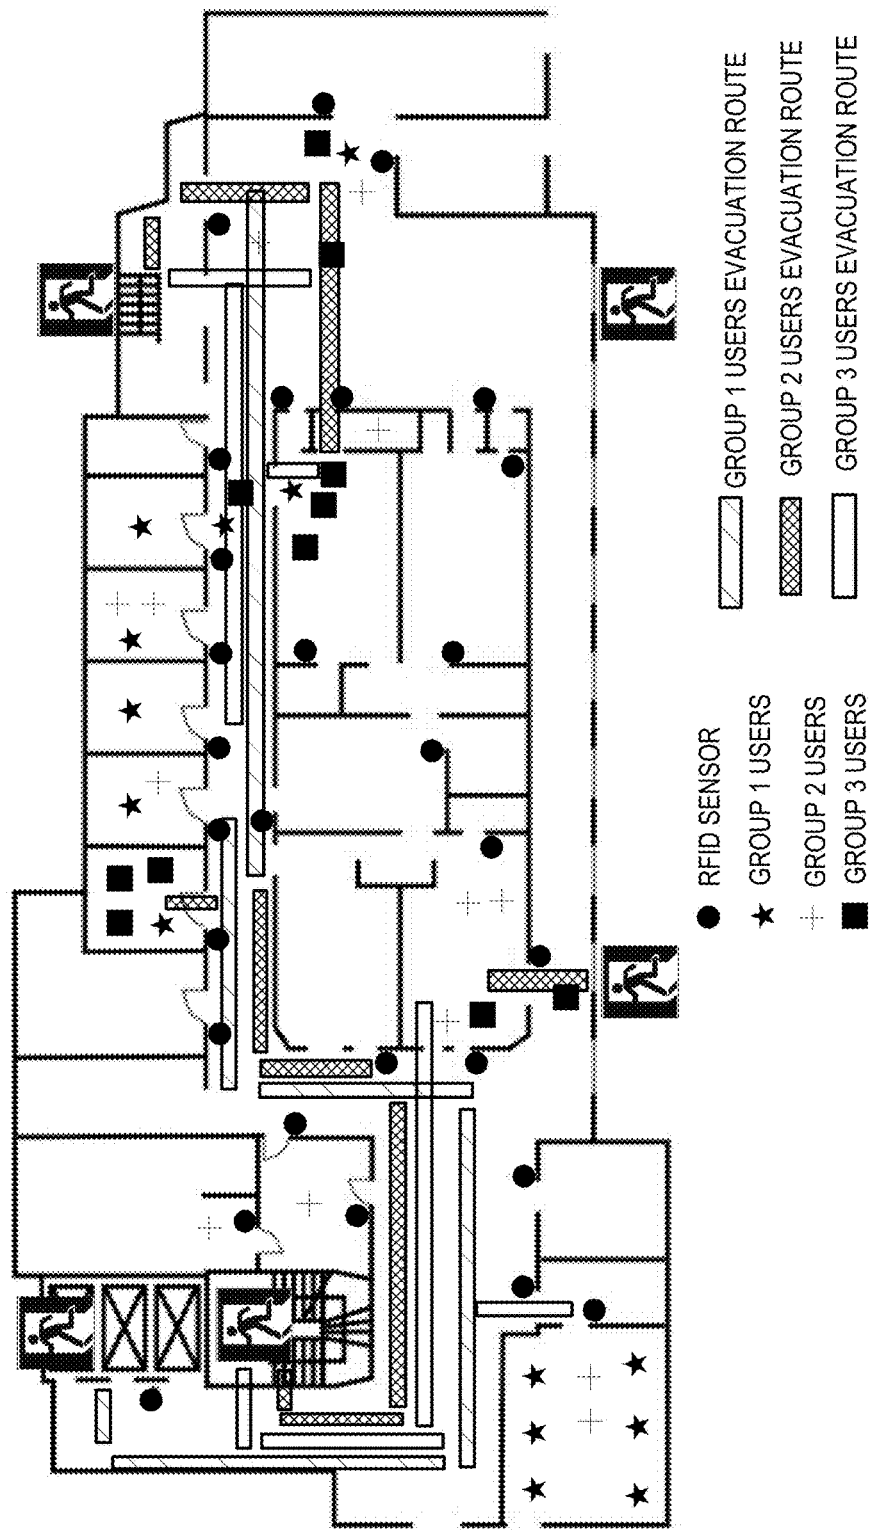 GROUP 1 USERS EVACUATION ROUTE
GROUP 2 USERS EVACUATION ROUTE
GROUP 3 USERS EVACUATION ROUTE
RFID SENSOR
GROUP 1 USERS
GROUP 2 USERS
GROUP 3 USERS